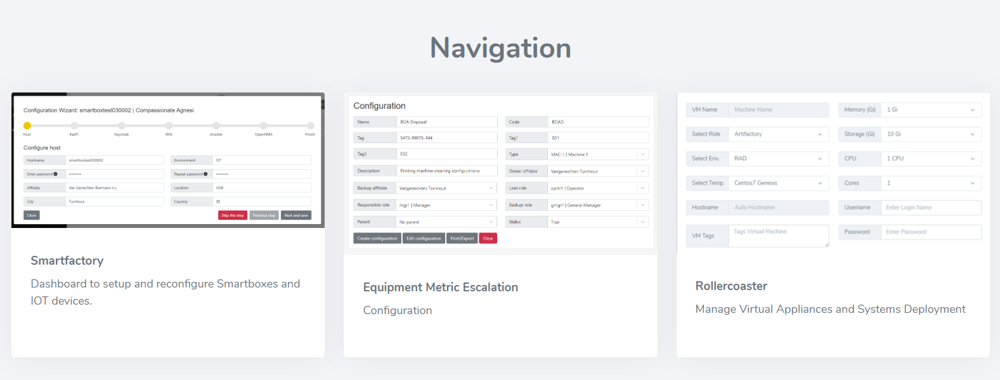 Navigation
Configuration Wizard: smartboxtest030002 | Compassionate Agnesi
Host RasPi Keycloak XML Ansible OpenNMS Finish
Configure host
Hostname smartboxtest030002 Environment SIT
Enter password •••••••• Repeat password ••••••••
Affiliate Van Genechten Biermans n.v. Location VGB
City Turnhout Country BE
Close Skip this step Previous step Next and save
Smartfactory
Dashboard to setup and reconfigure Smartboxes and
IOT devices.
Configuration
Name BOA Disposal Code BOAD
Tag 5472-99875-144 Tag1 031
Tag2 032 Type MAC-1 | Machine 1
Description Printing machine cleaning configurations Owner affiliate Vangenechten Turnhout
Backup affiliate Vangenechten Turnhout User role oprtr1 | Operator
Responsible role mgr1 | Manager Backup role gmgr1 | General Manager
Parent No parent Status True
Create configuration Edit configuration Print/Export Clear
Equipment Metric Escalation
Configuration
VM Name Machine Name Memory (Gi) 1 Gi
Select Role Artifactory Storage (Gi) 10 Gi
Select Env. RAD CPU 1 CPU
Select Temp. Centos7 Genesis Cores 1
Hostname Auto Hostname Username Enter Login Name
VM Tags Tags Virtual Machine Password Enter Password
Rollercoaster
Manage Virtual Appliances and Systems Deployment